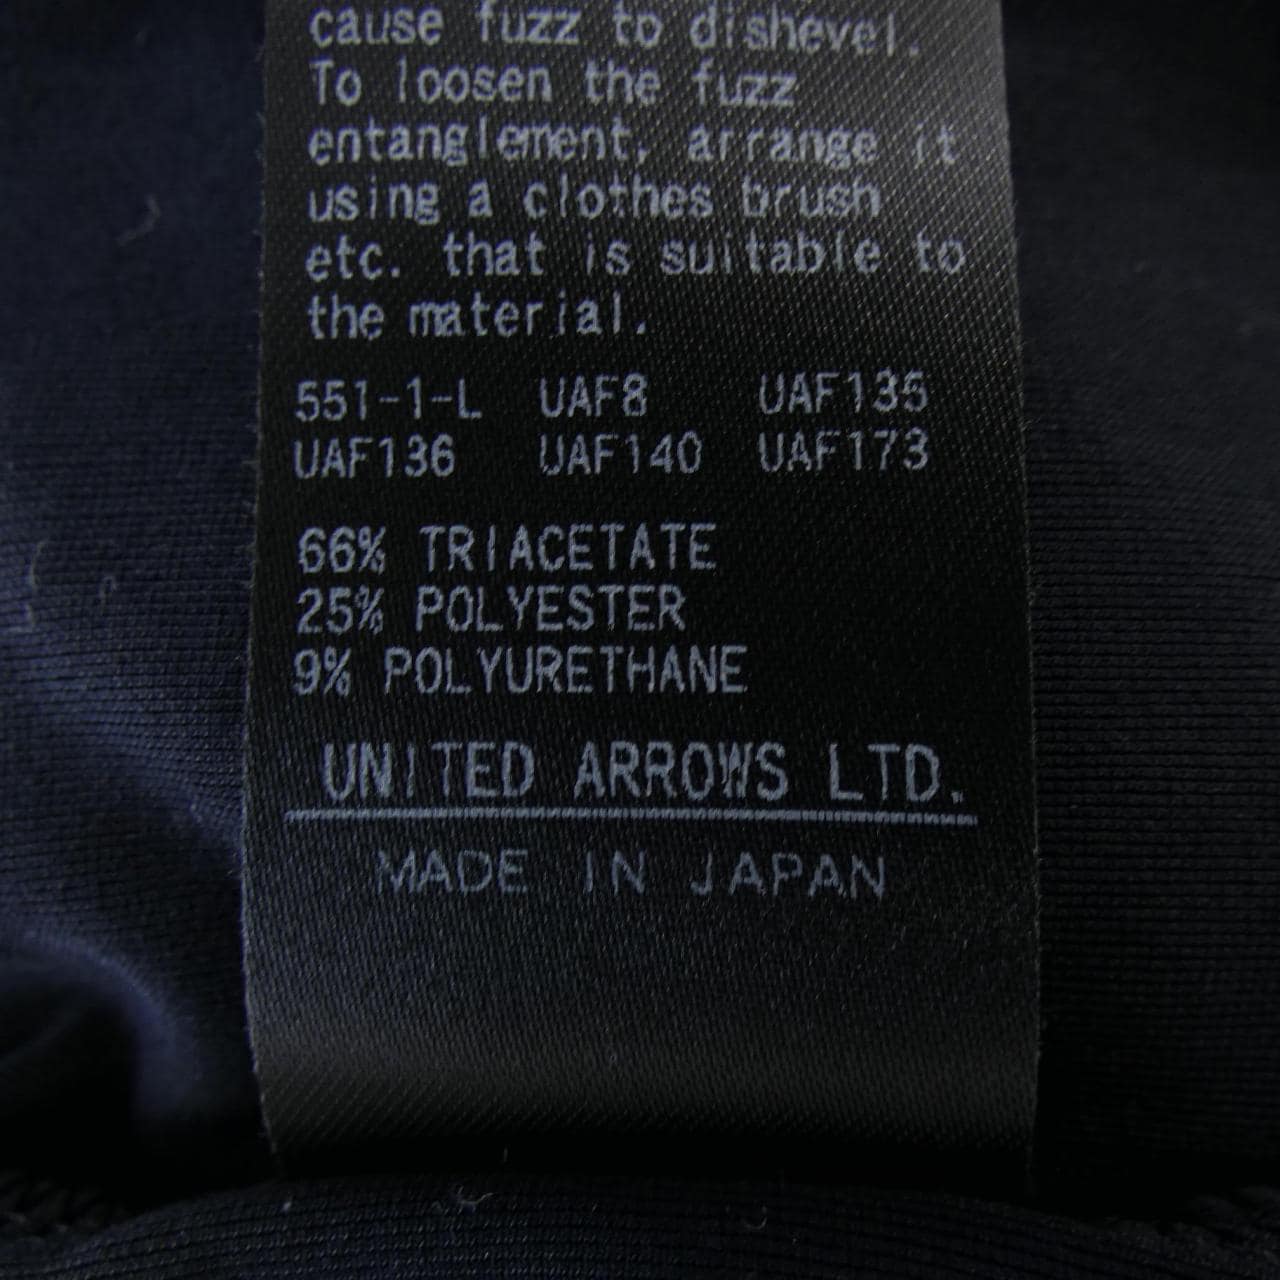 cause fuzz to dishevel.
To loosen the fuzz
entanglement, arrange it
using a clothes brush
etc. that is suitable to
the material.
551-1-L UAF8 UAF135
UAF136 UAF140 UAF173
66% TRIACETATE
25% POLYESTER
9% POLYURETHANE
UNITED ARROWS LTD.
MADE IN JAPAN